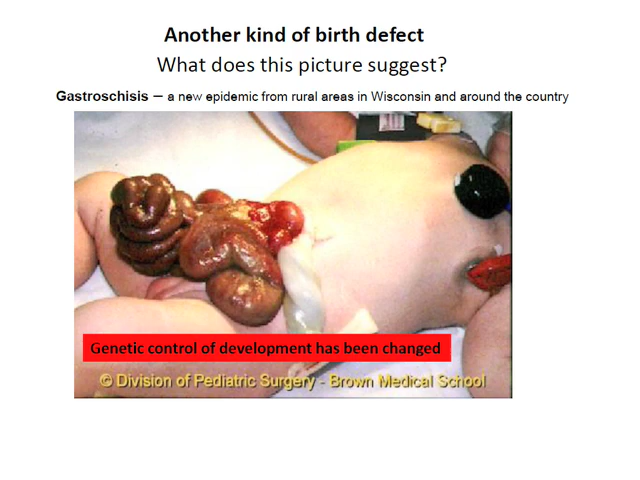 Another kind of birth defect
What does this picture suggest?
Gastroschisis – a new epidemic from rural areas in Wisconsin and around the country
Genetic control of development has been changed
© Division of Pediatric Surgery - Brown Medical School